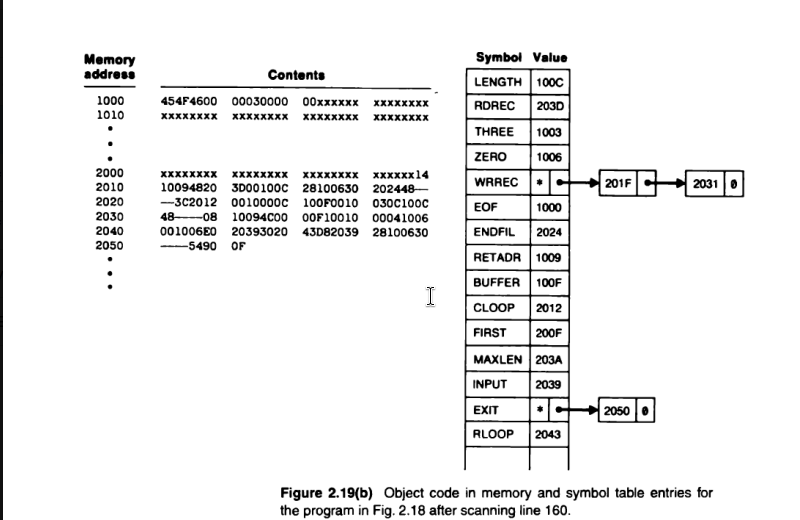 Memory address Contents
1000 454F4600 00030000 00xxxxxx xxxxxxxx
1010 xxxxxxxx xxxxxxxx xxxxxxxx xxxxxxxx
•
•
•
2000 xxxxxxxx xxxxxxxx xxxxxxxx xxxxxx14
2010 10094820 3D00100C 28100630 202448—
2020 —3C2012 0010000C 100F0010 030C100C
2030 48——08 10094C00 00F10010 00041006
2040 001006E0 20393020 43D82039 28100630
2050 ——5490 0F
•
•
•
Symbol Value
LENGTH 100C
RDREC 203D
THREE 1003
ZERO 1006
WRREC * 201F 2031 0
EOF 1000
ENDFIL 2024
RETADR 1009
BUFFER 100F
CLOOP 2012
FIRST 200F
MAXLEN 203A
INPUT 2039
EXIT * 2050 0
RLOOP 2043
Figure 2.19(b) Object code in memory and symbol table entries for
the program in Fig. 2.18 after scanning line 160.